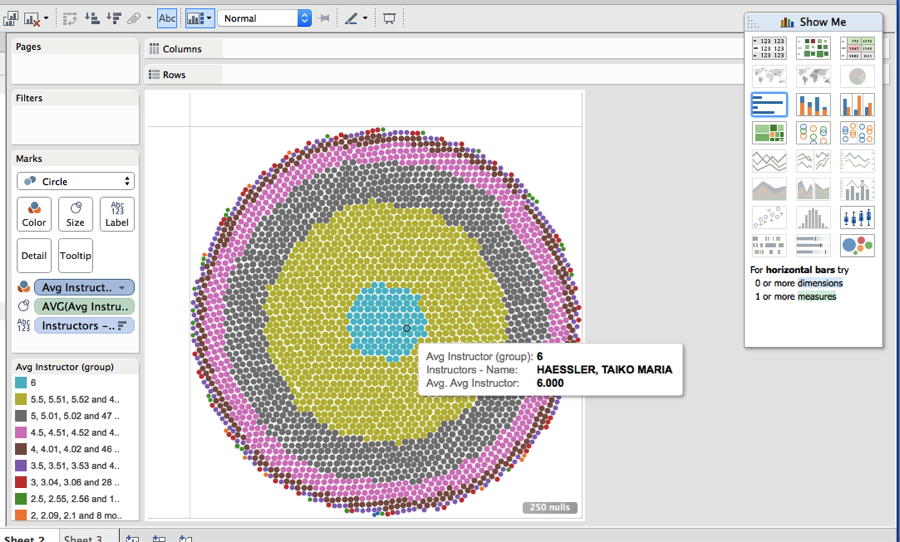 Abc
Normal
Show Me
Pages
Columns
Rows
Filters
Marks
Circle
Color
Size
Abc
123
Label
Detail
Tooltip
Avg Instruct..
AVG(Avg Instru..
Abc
123
Instructors -..
Avg Instructor (group)
6
5.5, 5.51, 5.52 and 4..
5, 5.01, 5.02 and 47 ..
4.5, 4.51, 4.52 and 4..
4, 4.01, 4.02 and 46 ..
3.5, 3.51, 3.53 and 4..
3, 3.04, 3.06 and 28 ..
2.5, 2.55, 2.56 and 1..
2, 2.09, 2.1 and 8 mo..
Avg Instructor (group): 6
Instructors - Name: HAESSLER, TAIKO MARIA
Avg. Avg Instructor: 6.000
250 nulls
For horizontal bars try
0 or more dimensions
1 or more measures
Sheet 2
Sheet 3